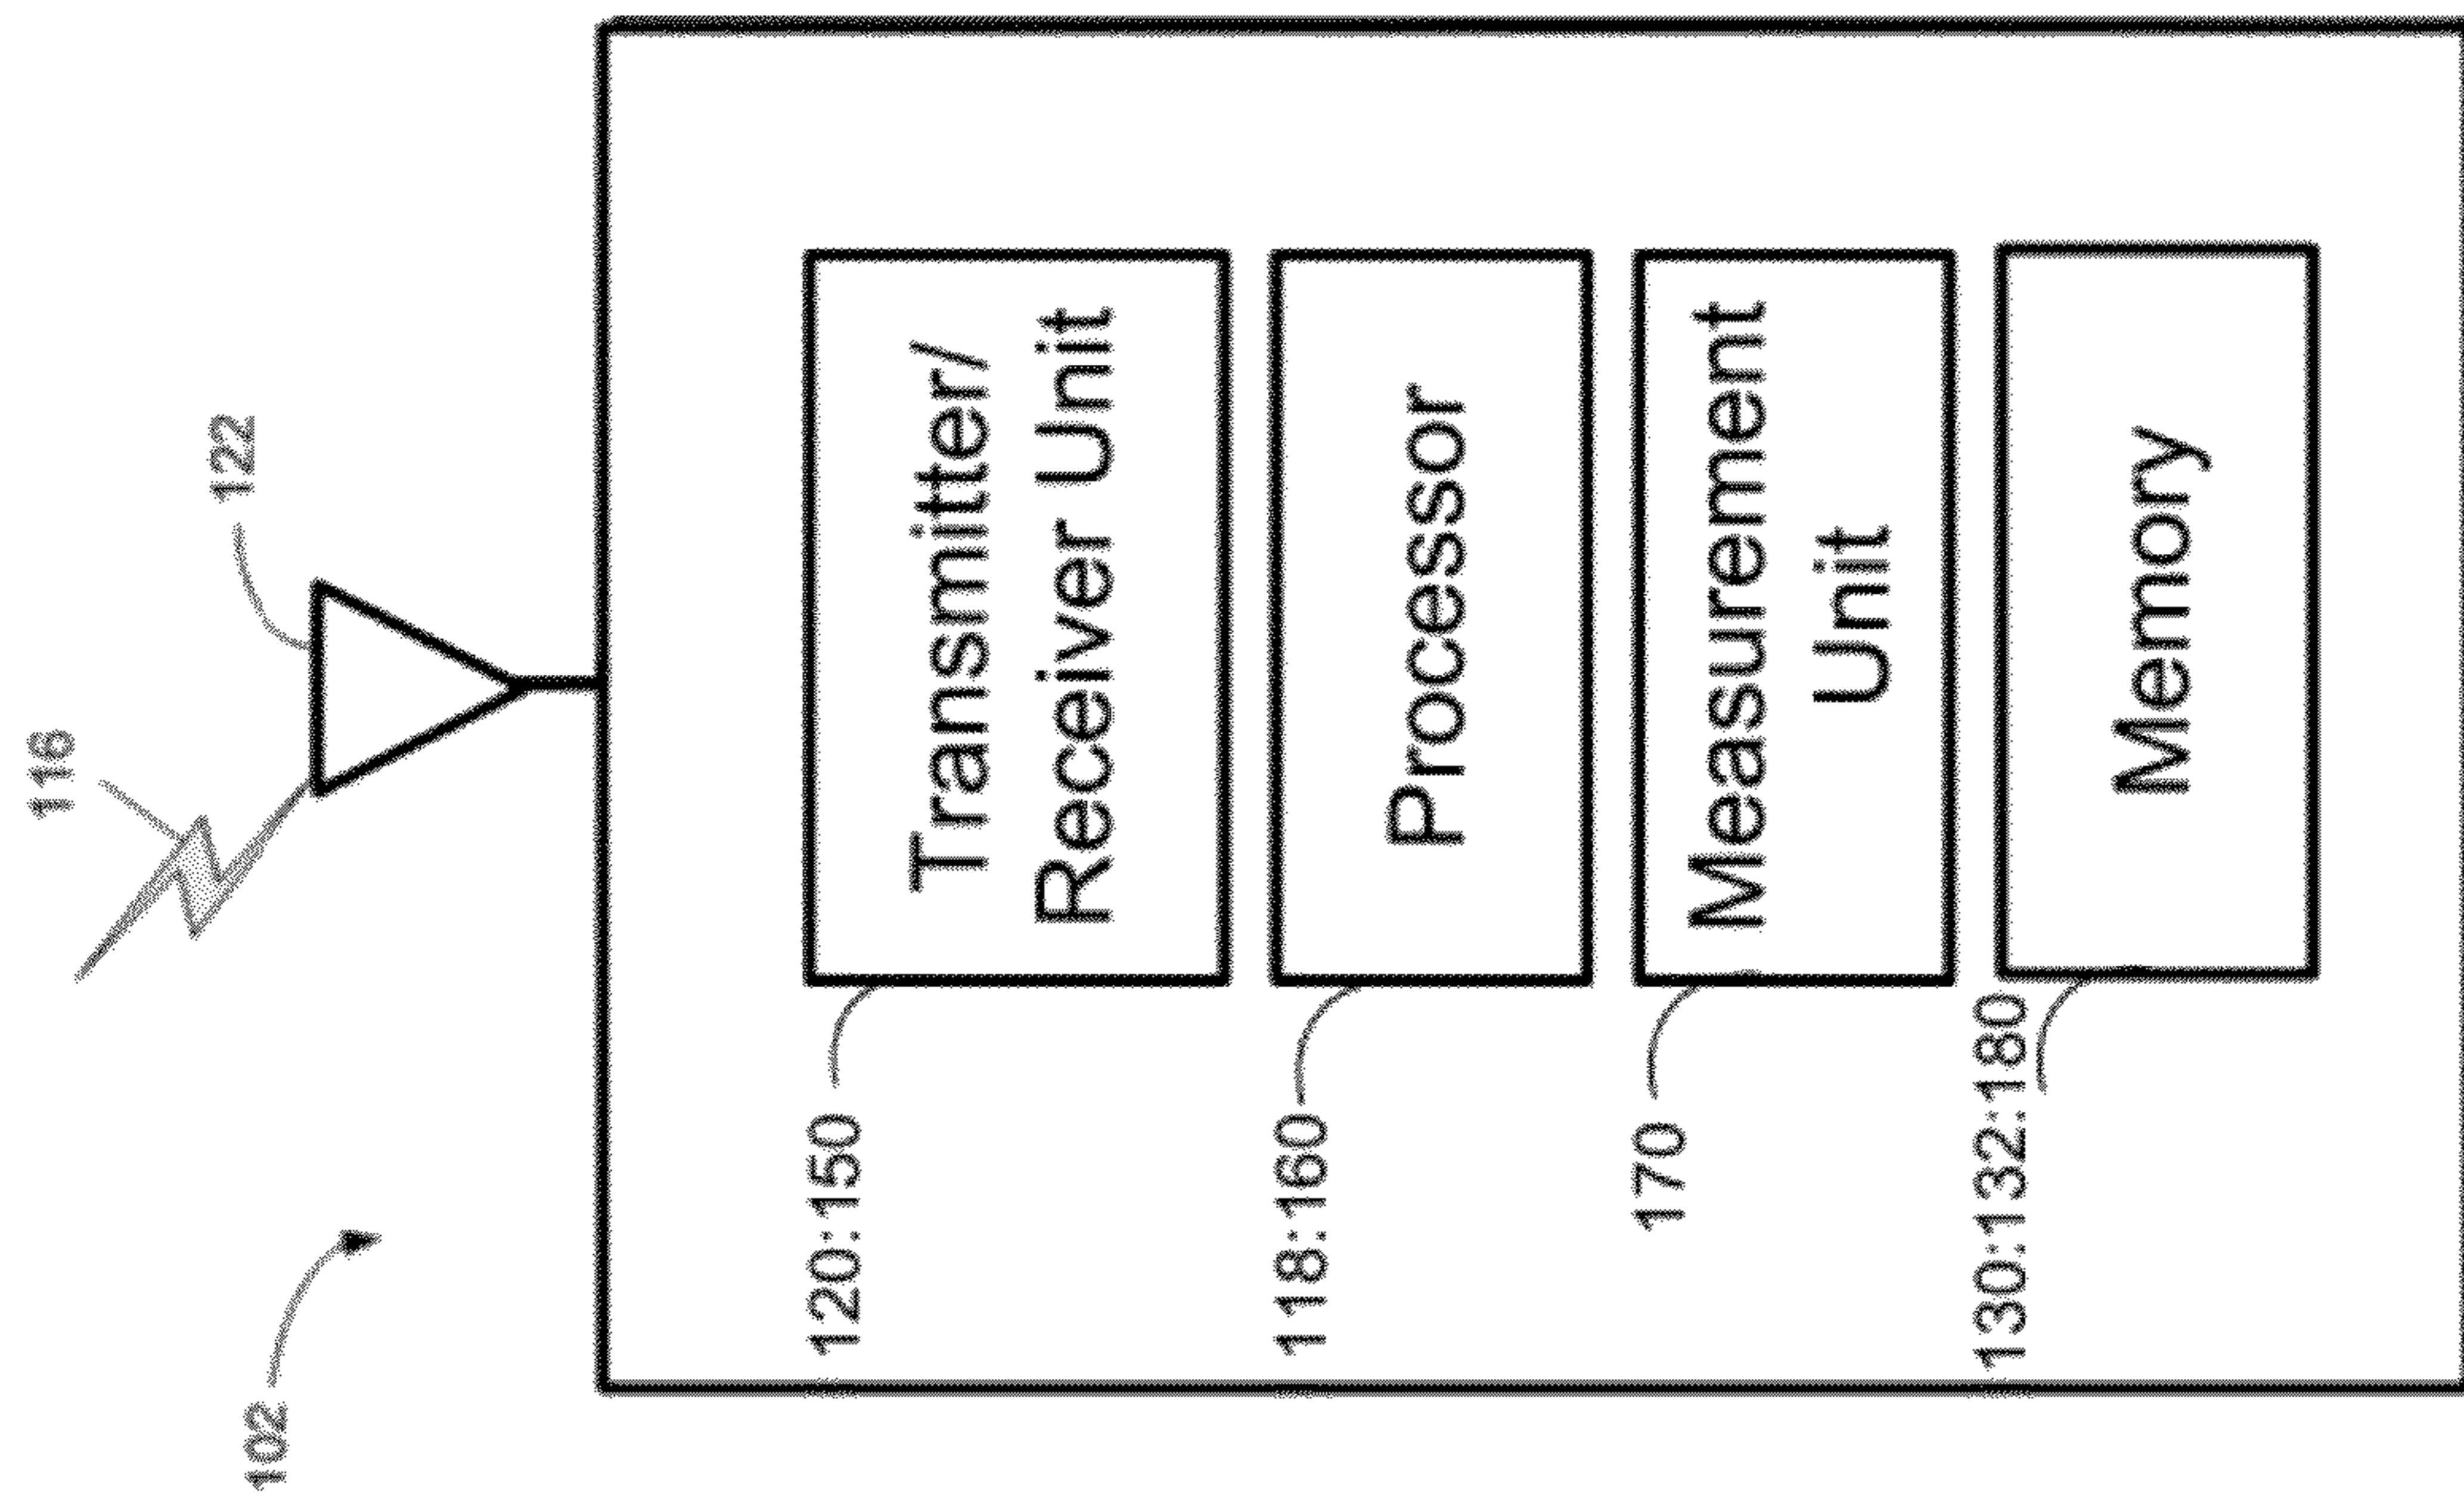 116
122
102
120:150
Transmitter/
Receiver Unit
118:160
Processor
170
Measurement
Unit
130:132:180
Memory